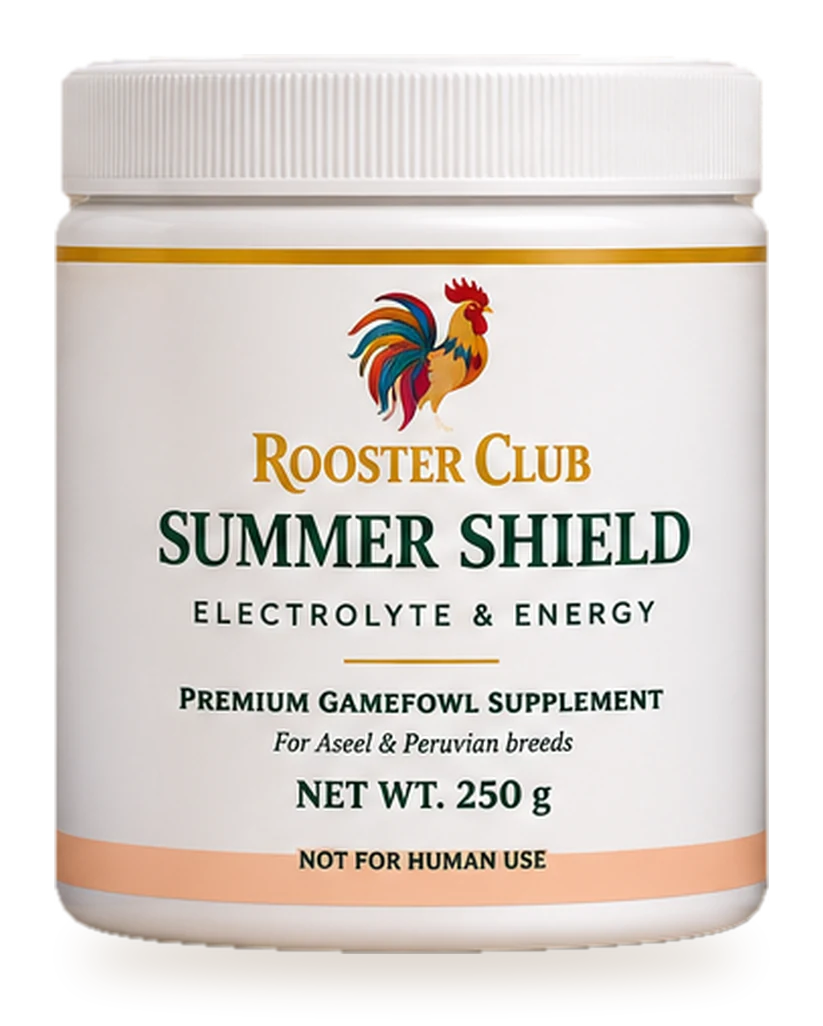 ROOSTER CLUB
SUMMER SHIELD
ELECTROLYTE & ENERGY
PREMIUM GAMEFOWL SUPPLEMENT
For Aseel & Peruvian breeds
NET WT. 250 g
NOT FOR HUMAN USE